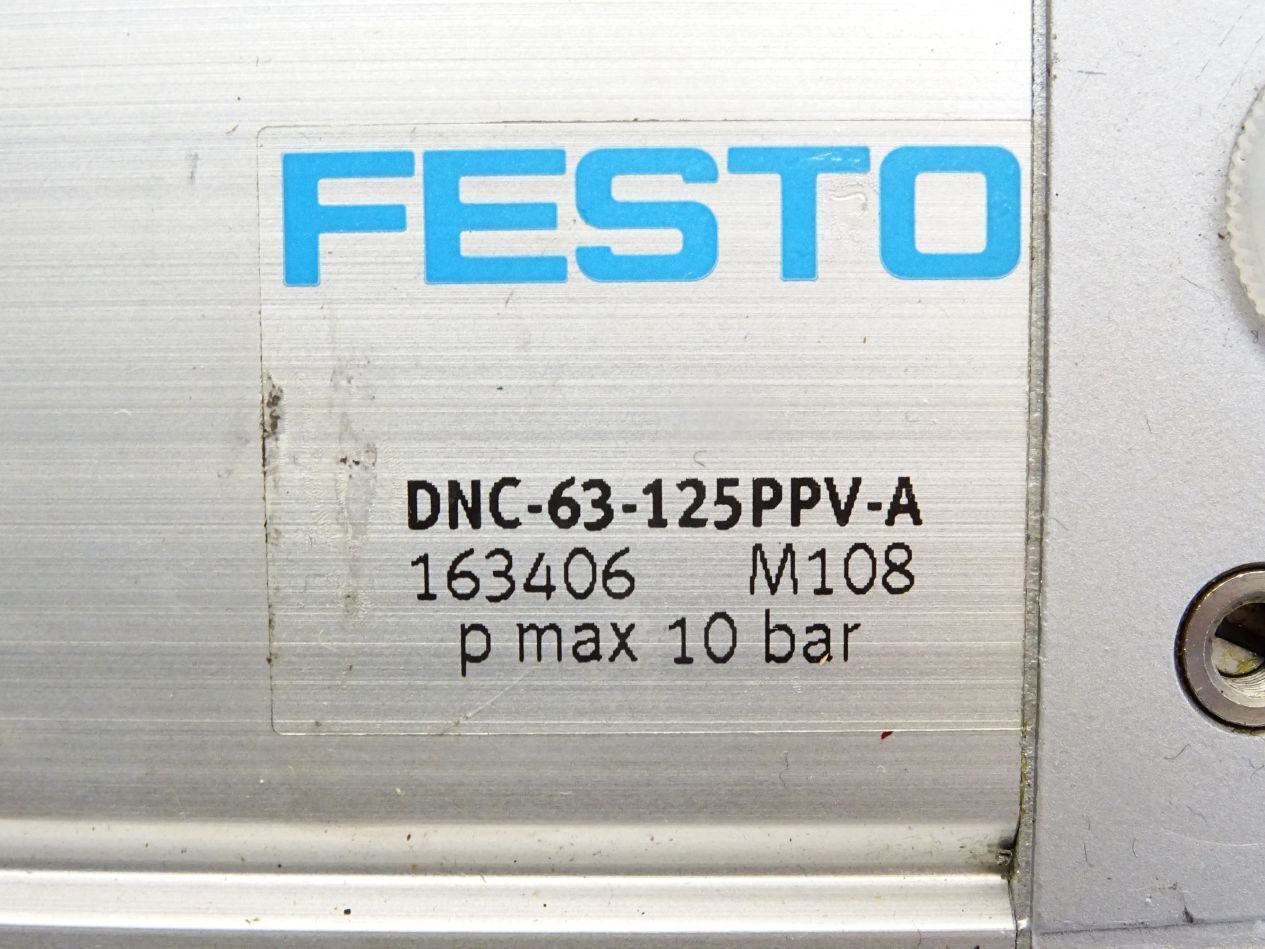 FESTO
DNC-63-125PPV-A
163406 M108
p max 10 bar